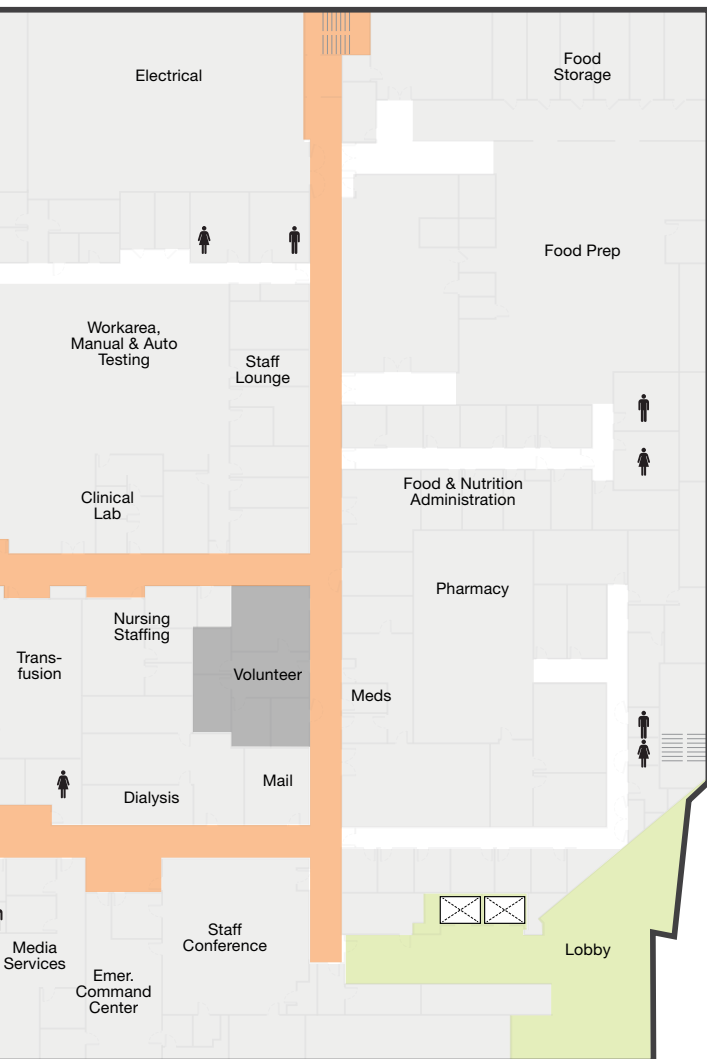 Electrical
Food
Storage
Food Prep
Workarea,
Manual & Auto
Testing
Staff
Lounge
Clinical
Lab
Food & Nutrition
Administration
Pharmacy
Nursing
Staffing
Trans-
fusion
Volunteer
Meds
Mail
Dialysis
n
Staff
Conference
Media
Services
Emer.
Command
Center
Lobby